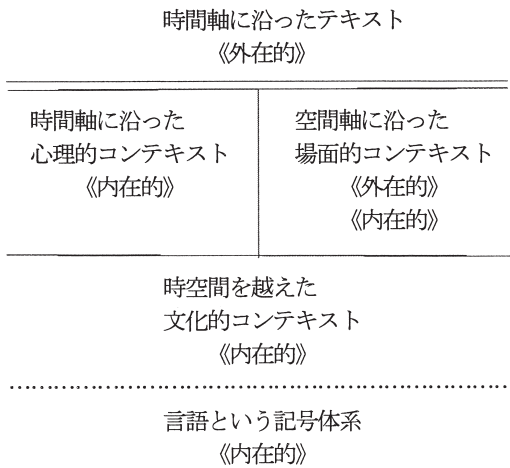 時間軸に沿ったテキスト
《外在的》
時間軸に沿った
心理的コンテキスト
《内在的》
空間軸に沿った
場面的コンテキスト
《外在的》
《内在的》
時空間を越えた
文化的コンテキスト
《内在的》
言語という記号体系
《内在的》